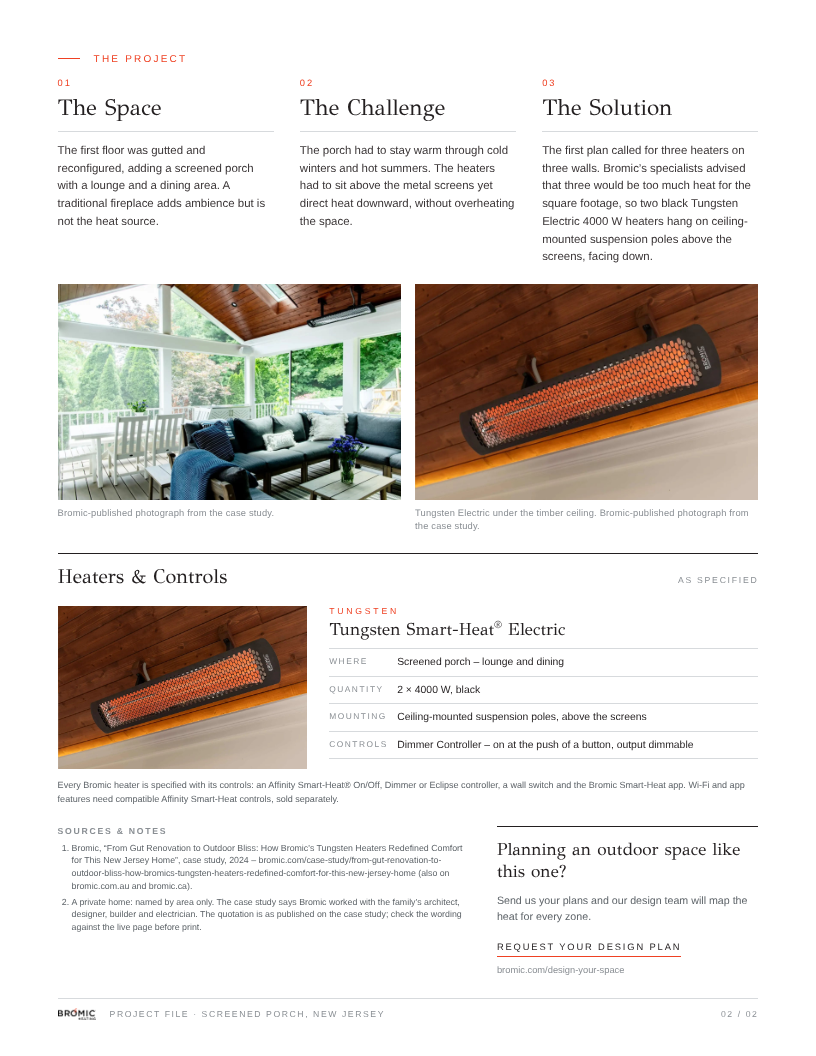 THE PROJECT
01
The Space
The first floor was gutted and
reconfigured, adding a screened porch
with a lounge and a dining area. A
traditional fireplace adds ambience but is
not the heat source.
02
The Challenge
The porch had to stay warm through cold
winters and hot summers. The heaters
had to sit above the metal screens yet
direct heat downward, without overheating
the space.
03
The Solution
The first plan called for three heaters on
three walls. Bromic's specialists advised
that three would be too much heat for the
square footage, so two black Tungsten
Electric 4000 W heaters hang on ceiling-
mounted suspension poles above the
screens, facing down.
BROMIC
Bromic-published photograph from the case study.
Tungsten Electric under the timber ceiling. Bromic-published photograph from
the case study.
Heaters & Controls
AS SPECIFIED
TUNGSTEN
Tungsten Smart-Heat® Electric
WHERE Screened porch – lounge and dining
QUANTITY 2 × 4000 W, black
MOUNTING Ceiling-mounted suspension poles, above the screens
CONTROLS Dimmer Controller – on at the push of a button, output dimmable
Every Bromic heater is specified with its controls: an Affinity Smart-Heat® On/Off, Dimmer or Eclipse controller, a wall switch and the Bromic Smart-Heat app. Wi-Fi and app
features need compatible Affinity Smart-Heat controls, sold separately.
SOURCES & NOTES
1. Bromic, “From Gut Renovation to Outdoor Bliss: How Bromic's Tungsten Heaters Redefined Comfort
for This New Jersey Home”, case study, 2024 – bromic.com/case-study/from-gut-renovation-to-
outdoor-bliss-how-bromics-tungsten-heaters-redefined-comfort-for-this-new-jersey-home (also on
bromic.com.au and bromic.ca).
2. A private home: named by area only. The case study says Bromic worked with the family's architect,
designer, builder and electrician. The quotation is as published on the case study; check the wording
against the live page before print.
Planning an outdoor space like
this one?
Send us your plans and our design team will map the
heat for every zone.
REQUEST YOUR DESIGN PLAN
bromic.com/design-your-space
BROMIC
HEATING
PROJECT FILE · SCREENED PORCH, NEW JERSEY
02 / 02